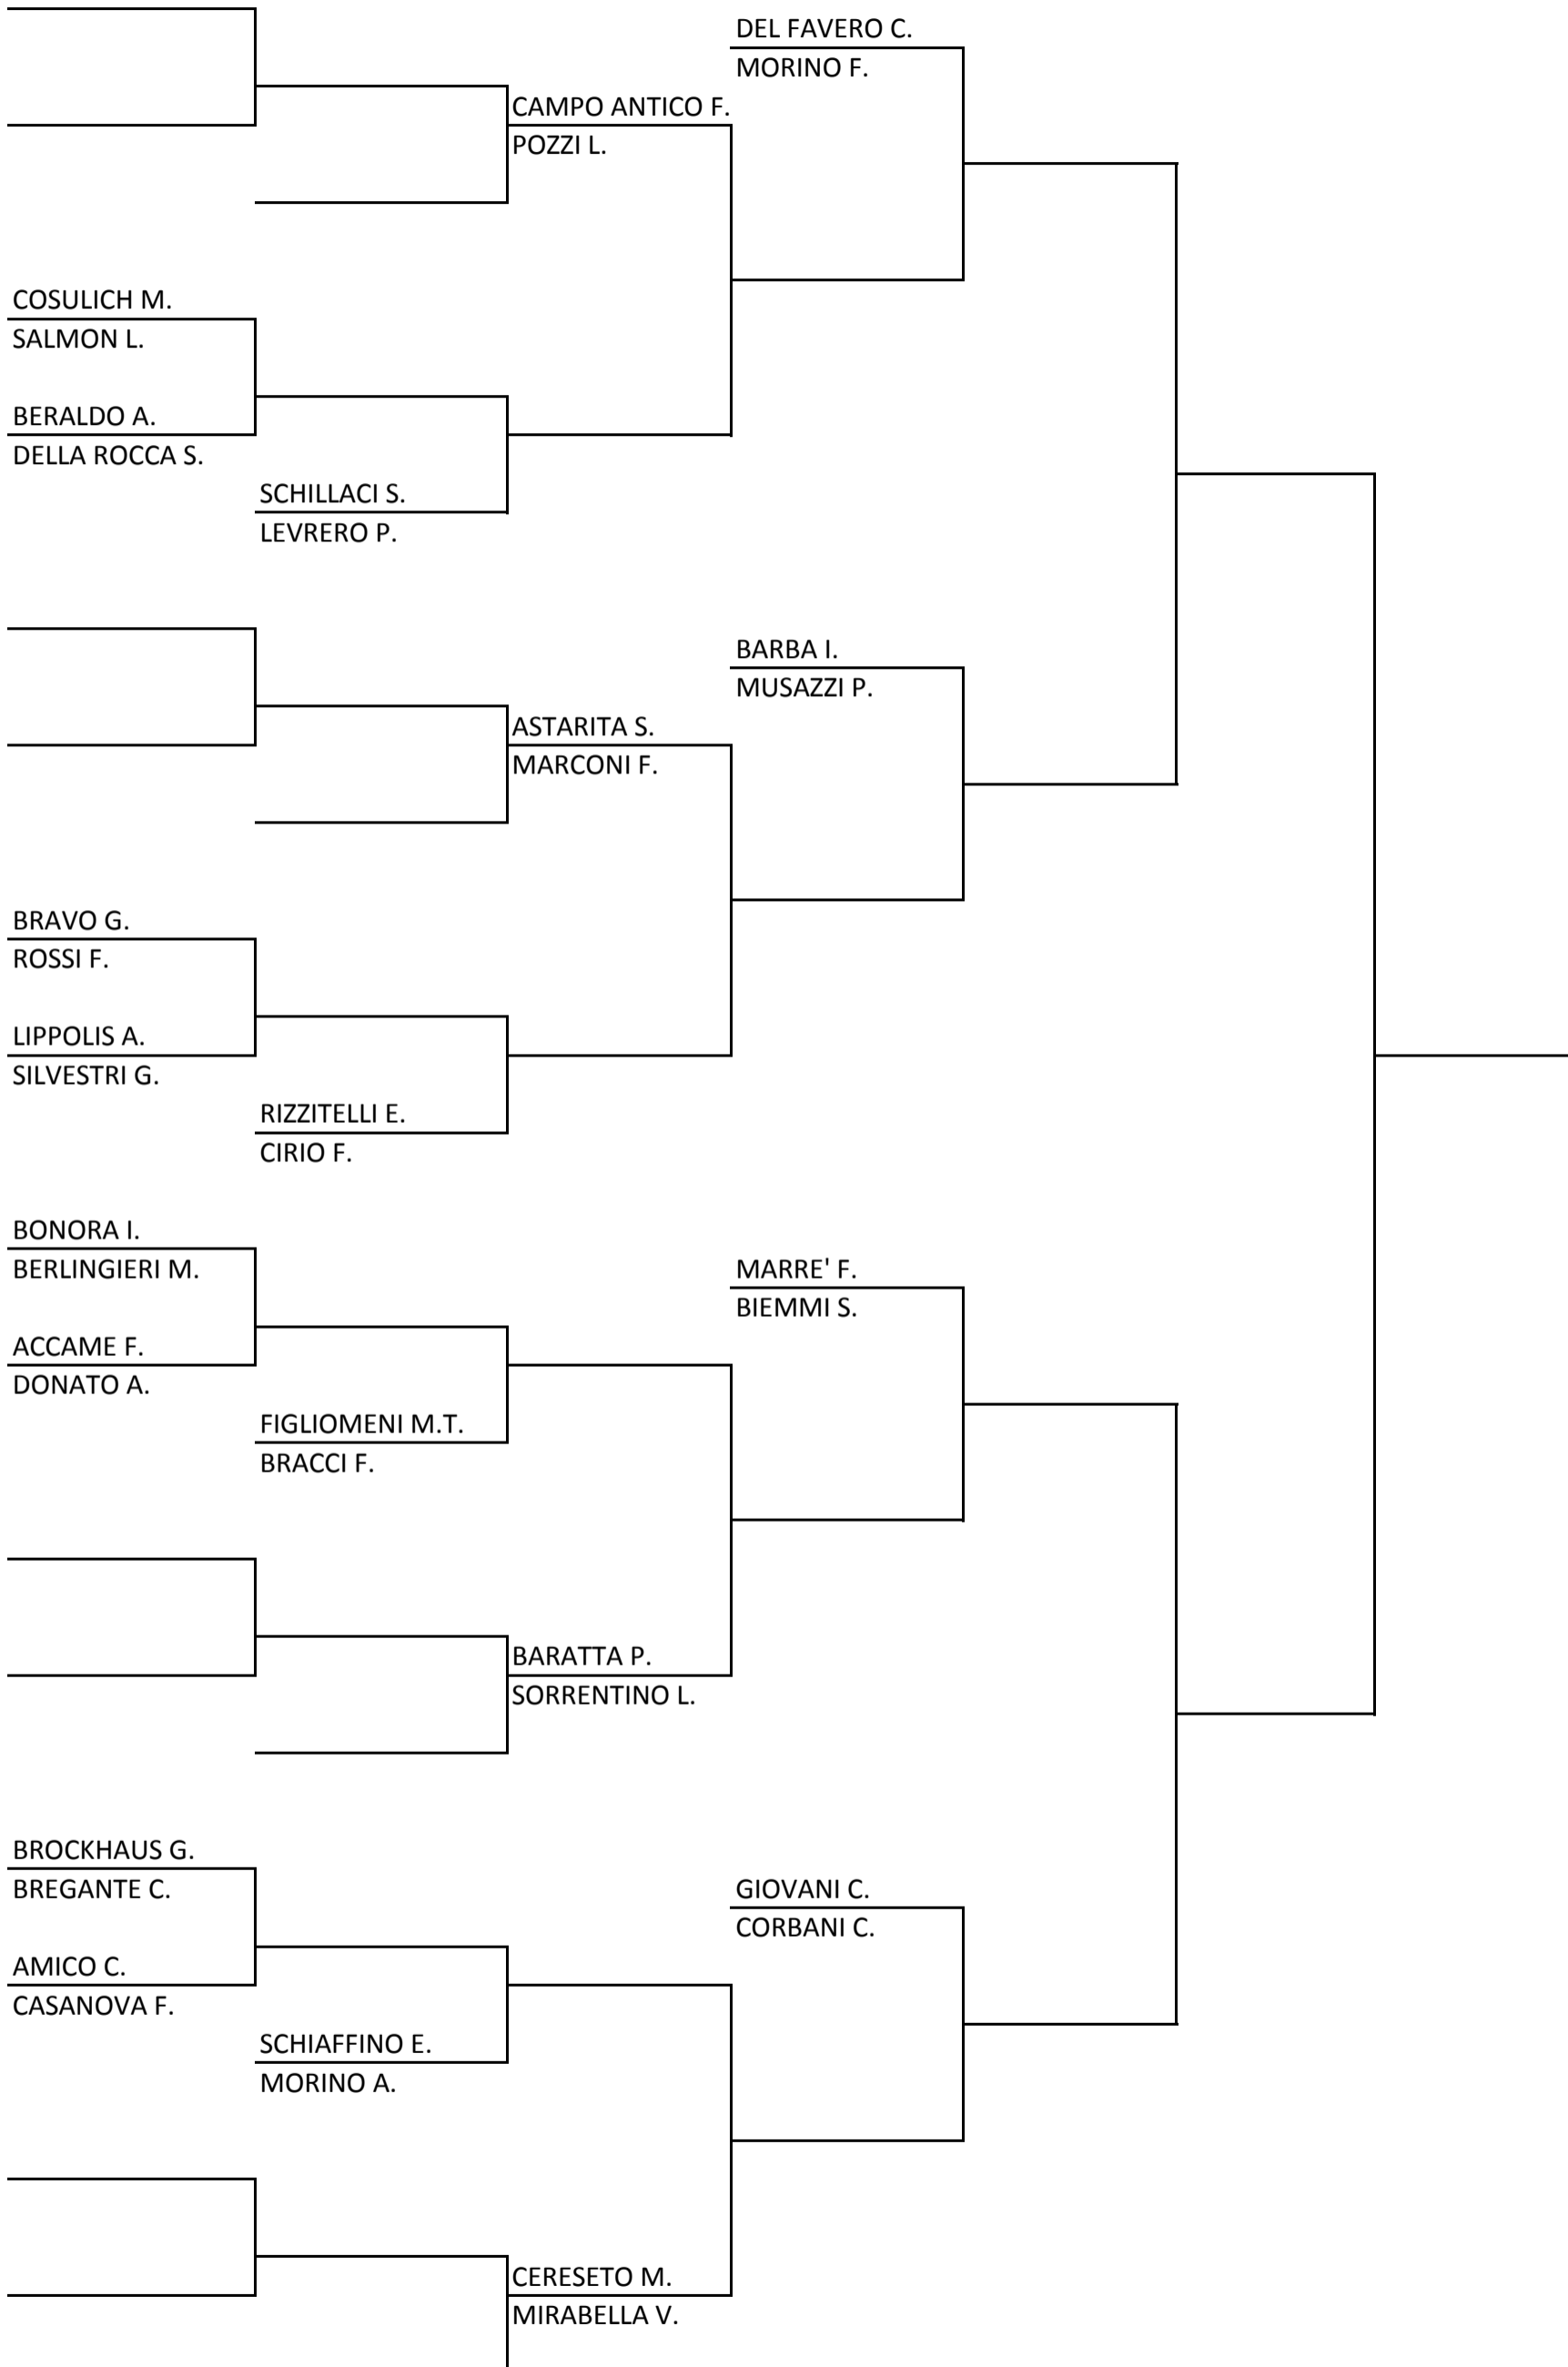 DEL FAVERO C.
MORINO F.
CAMPO ANTICO F.
POZZI L.
COSULICH M.
SALMON L.
BERALDO A.
DELLA ROCCA S.
SCHILLACI S.
LEVRERO P.
BARBA I.
MUSAZZI P.
ASTARITA S.
MARCONI F.
BRAVO G.
ROSSI F.
LIPPOLIS A.
SILVESTRI G.
RIZZITELLI E.
CIRIO F.
BONORA I.
BERLINGIERI M.
MARRE' F.
BIEMMI S.
ACCAME F.
DONATO A.
FIGLIOMENI M.T.
BRACCI F.
BARATTA P.
SORRENTINO L.
BROCKHAUS G.
BREGANTE C.
GIOVANI C.
CORBANI C.
AMICO C.
CASANOVA F.
SCHIAFFINO E.
MORINO A.
CERESETO M.
MIRABELLA V.